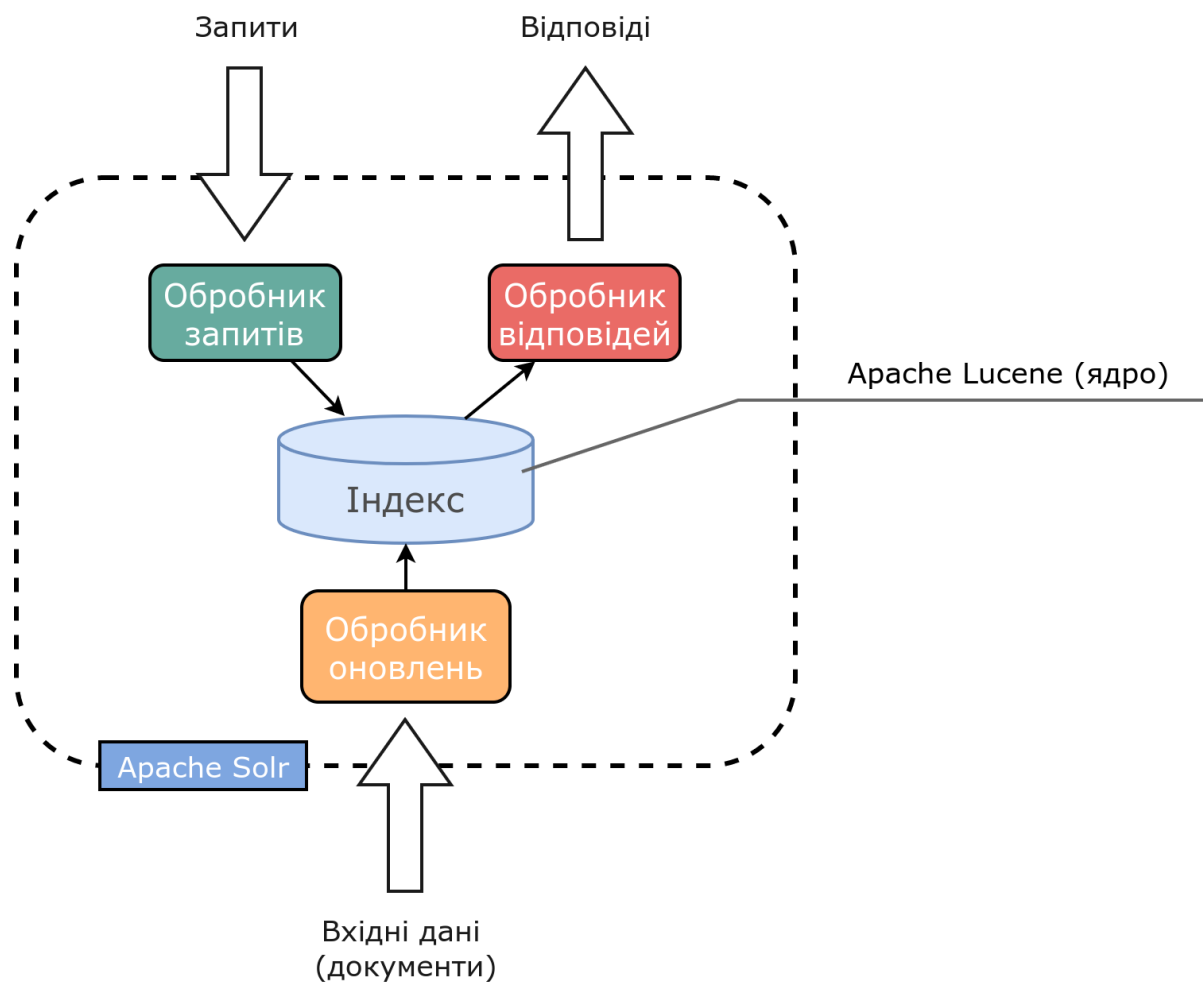 Запити
Відповіді
Обробник
запитів
Обробник
відповідей
Apache Lucene (ядро)
Індекс
Обробник
оновлень
Apache Solr
Вхідні дані
(документи)